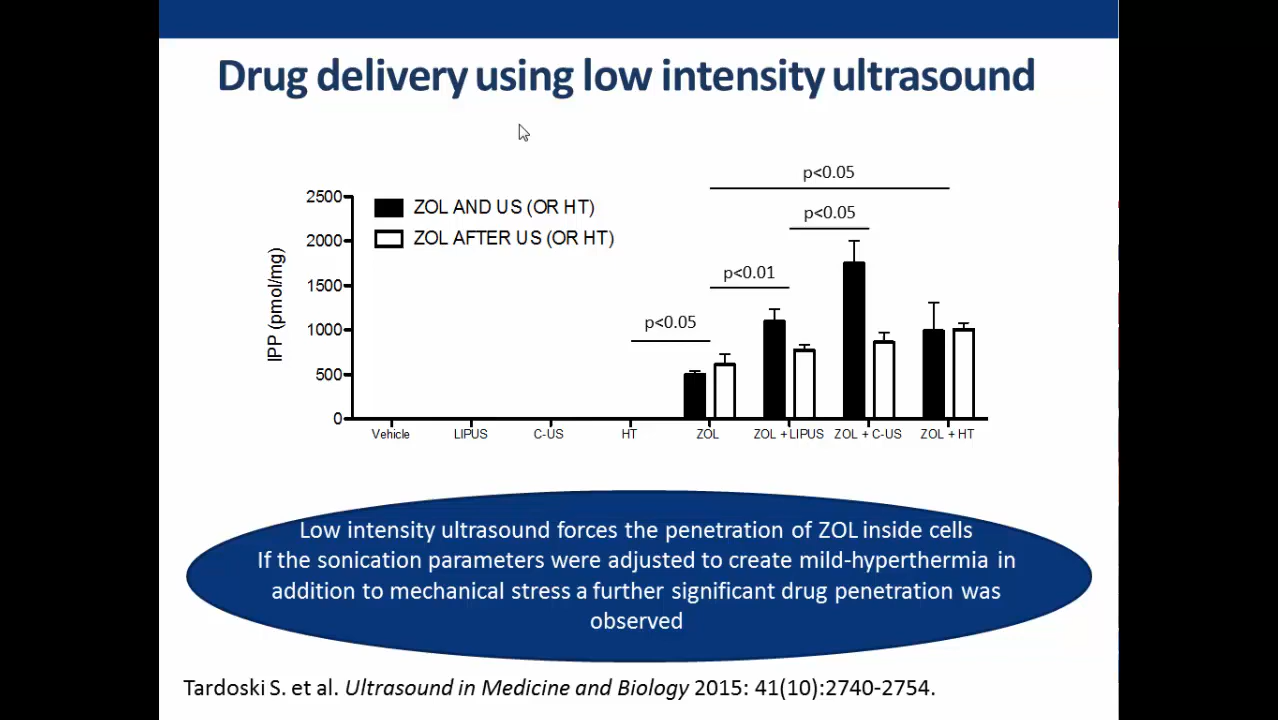 Drug delivery using low intensity ultrasound
p<0.05
p<0.05
p<0.01
p<0.05
ZOL AND US (OR HT)
ZOL AFTER US (OR HT)
IPP (pmol/mg)
2500
2000
1500
1000
500
0
Vehicle LIPUS C-US HT ZOL ZOL + LIPUS ZOL + C-US ZOL + HT
Low intensity ultrasound forces the penetration of ZOL inside cells
If the sonication parameters were adjusted to create mild-hyperthermia in
addition to mechanical stress a further significant drug penetration was
observed
Tardoski S. et al. Ultrasound in Medicine and Biology 2015: 41(10):2740-2754.